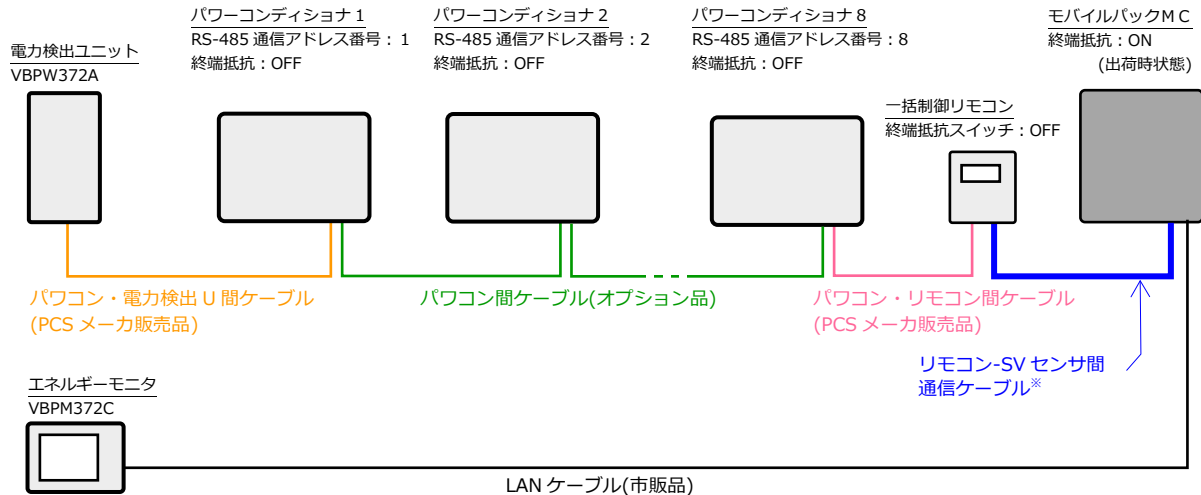 電力検出ユニット
VBPW372A
パワーコンディショナ 1
RS-485 通信アドレス番号：1
終端抵抗：OFF
パワーコンディショナ 2
RS-485 通信アドレス番号：2
終端抵抗：OFF
パワーコンディショナ 8
RS-485 通信アドレス番号：8
終端抵抗：OFF
一括制御リモコン
終端抵抗スイッチ：OFF
モバイルパックＭＣ
終端抵抗：ON
(出荷時状態)
パワコン・電力検出 U 間ケーブル
(PCS メーカ販売品)
パワコン間ケーブル(オプション品)
パワコン・リモコン間ケーブル
(PCS メーカ販売品)
リモコン-SV センサ間
通信ケーブル※
エネルギーモニタ
VBPM372C
LAN ケーブル(市販品)